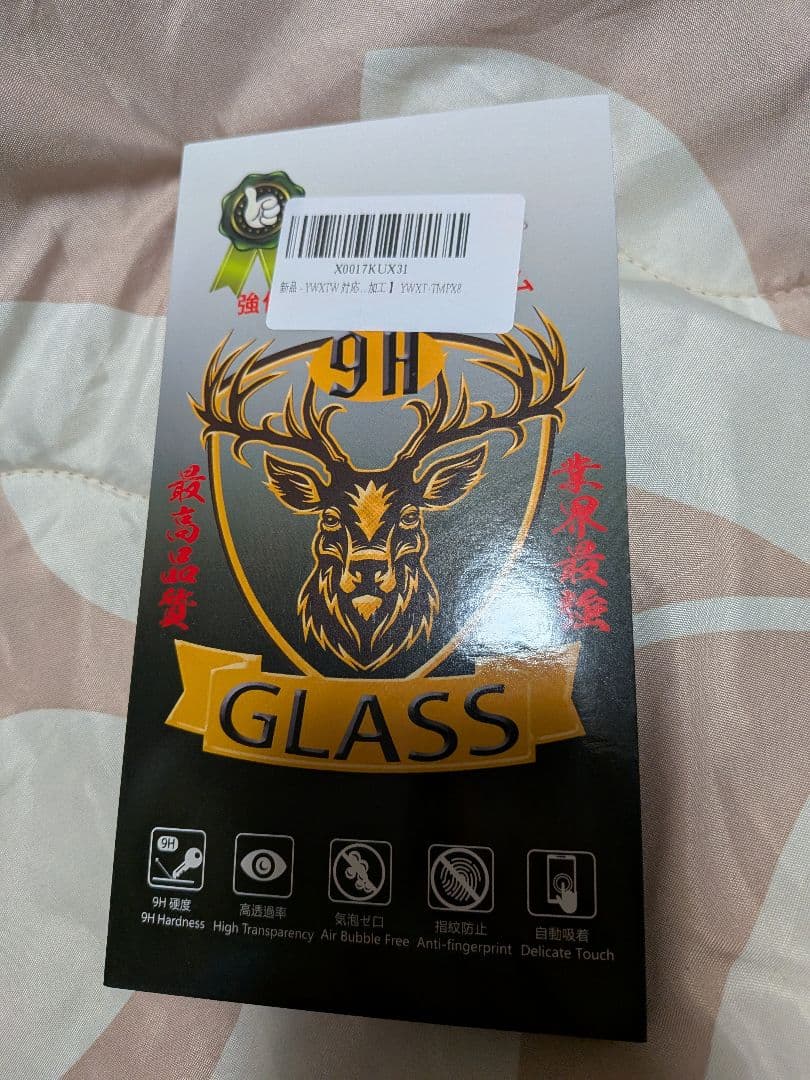 X0017KUX3I
新品 - YWXTW 対応...加工】 YWXT-TMPX8
強
ム
9H
最高品質
業界最強
GLASS
9H
9H 硬度
9H Hardness
高透過率
High Transparency
気泡ゼロ
Air Bubble Free
指紋防止
Anti-fingerprint
自動吸着
Delicate Touch